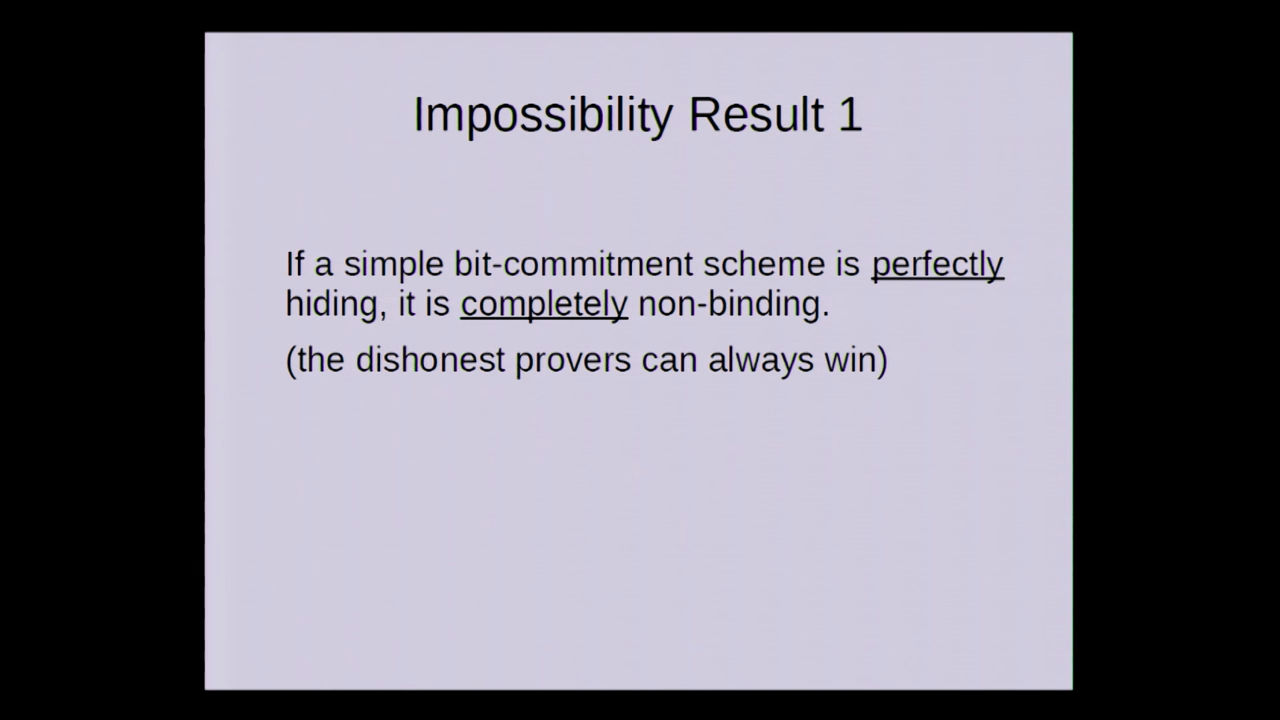 Impossibility Result 1
If a simple bit-commitment scheme is perfectly
hiding, it is completely non-binding.
(the dishonest provers can always win)